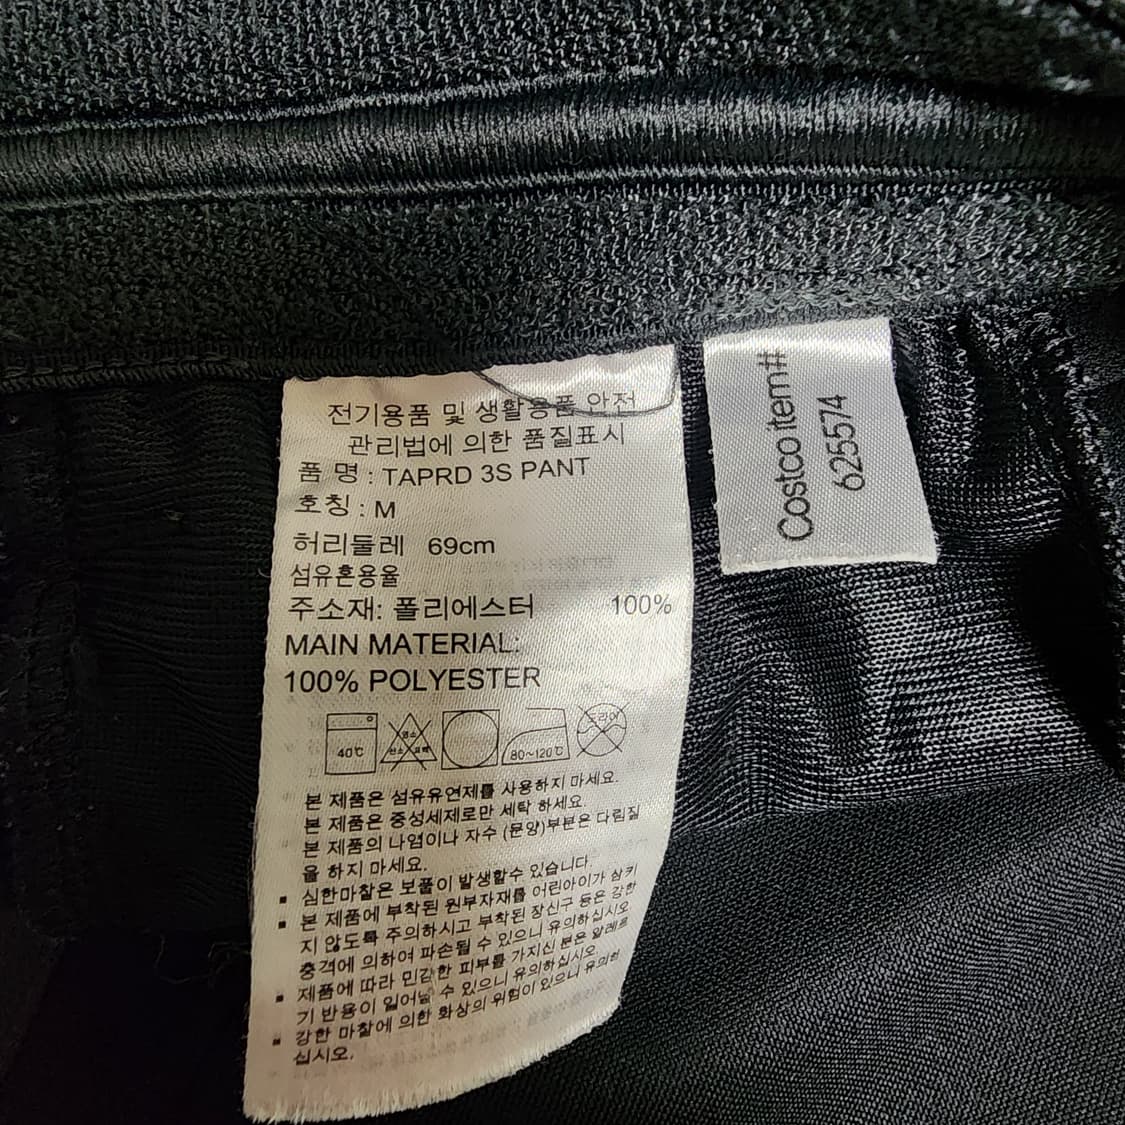 전기용품 및 생활용품 안전
관리법에 의한 품질표시
품 명 : TAPRD 3S PANT
호칭 : M
허리둘레 69cm
섬유혼용율
주소재: 폴리에스터 100%
MAIN MATERIAL:
100% POLYESTER
40℃
염소
산소 표백
80~120℃
드라이
본 제품은 섬유유연제를 사용하지 마세요.
본 제품은 중성세제로만 세탁 하세요.
본 제품의 나염이나 자수 (문양)부분은 다림질
을 하지 마세요.
▪ 심한마찰은 보풀이 발생할수 있습니다.
▪ 본 제품에 부착된 원부자재를 어린아이가 삼키
지 않도록 주의하시고 부착된 장신구 등은 강한
충격에 의하여 파손될 수 있으니 유의하십시오
▪ 제품에 따라 민감한 피부를 가지신 분은 알레르
기 반응이 일어날 수 있으니 유의하십시오
▪ 강한 마찰에 의한 화상의 위험이 있으니 유의하
십시오.
Costco Item#
625574